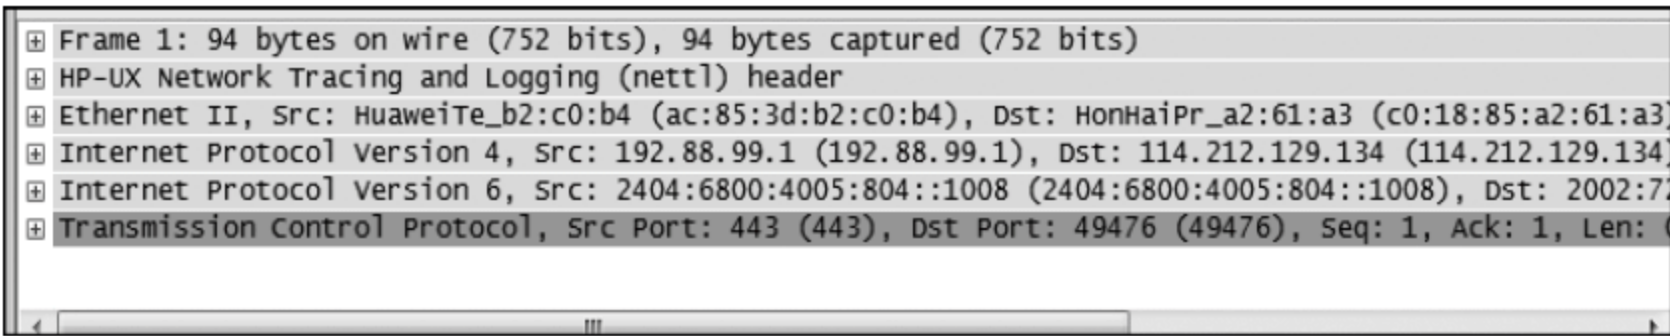 Frame 1: 94 bytes on wire (752 bits), 94 bytes captured (752 bits)
HP-UX Network Tracing and Logging (nettl) header
Ethernet II, Src: HuaweiTe_b2:c0:b4 (ac:85:3d:b2:c0:b4), Dst: HonHaiPr_a2:61:a3 (c0:18:85:a2:61:a3)
Internet Protocol Version 4, Src: 192.88.99.1 (192.88.99.1), Dst: 114.212.129.134 (114.212.129.134)
Internet Protocol Version 6, Src: 2404:6800:4005:804::1008 (2404:6800:4005:804::1008), Dst: 2002:7
Transmission Control Protocol, Src Port: 443 (443), Dst Port: 49476 (49476), Seq: 1, Ack: 1, Len: